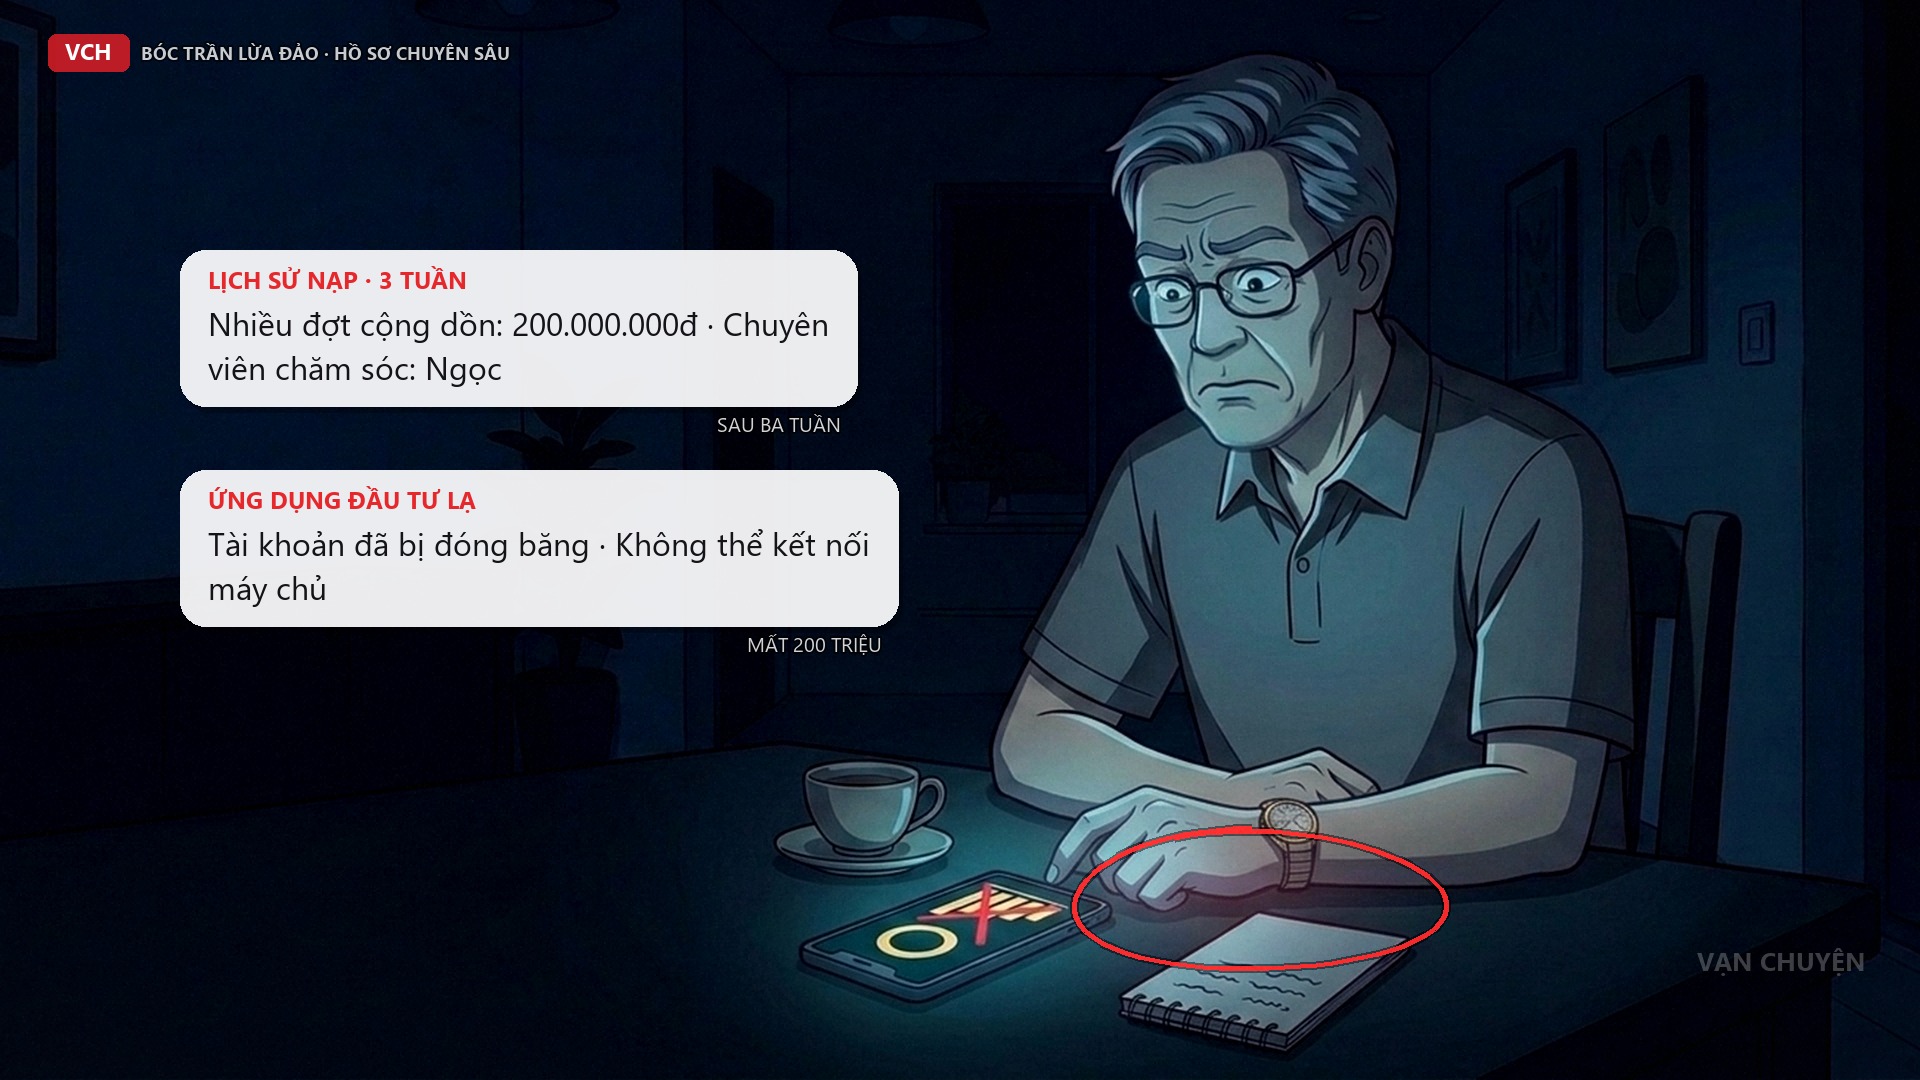 VCH BÓC TRẦN LỪA ĐẢO · HỒ SƠ CHUYÊN SÂU
LỊCH SỬ NẠP · 3 TUẦN
Nhiều đợt cộng dồn: 200.000.000đ · Chuyên
viên chăm sóc: Ngọc
SAU BA TUẦN
ỨNG DỤNG ĐẦU TƯ LẠ
Tài khoản đã bị đóng băng · Không thể kết nối
máy chủ
MẤT 200 TRIỆU
VẠN CHUYỆN